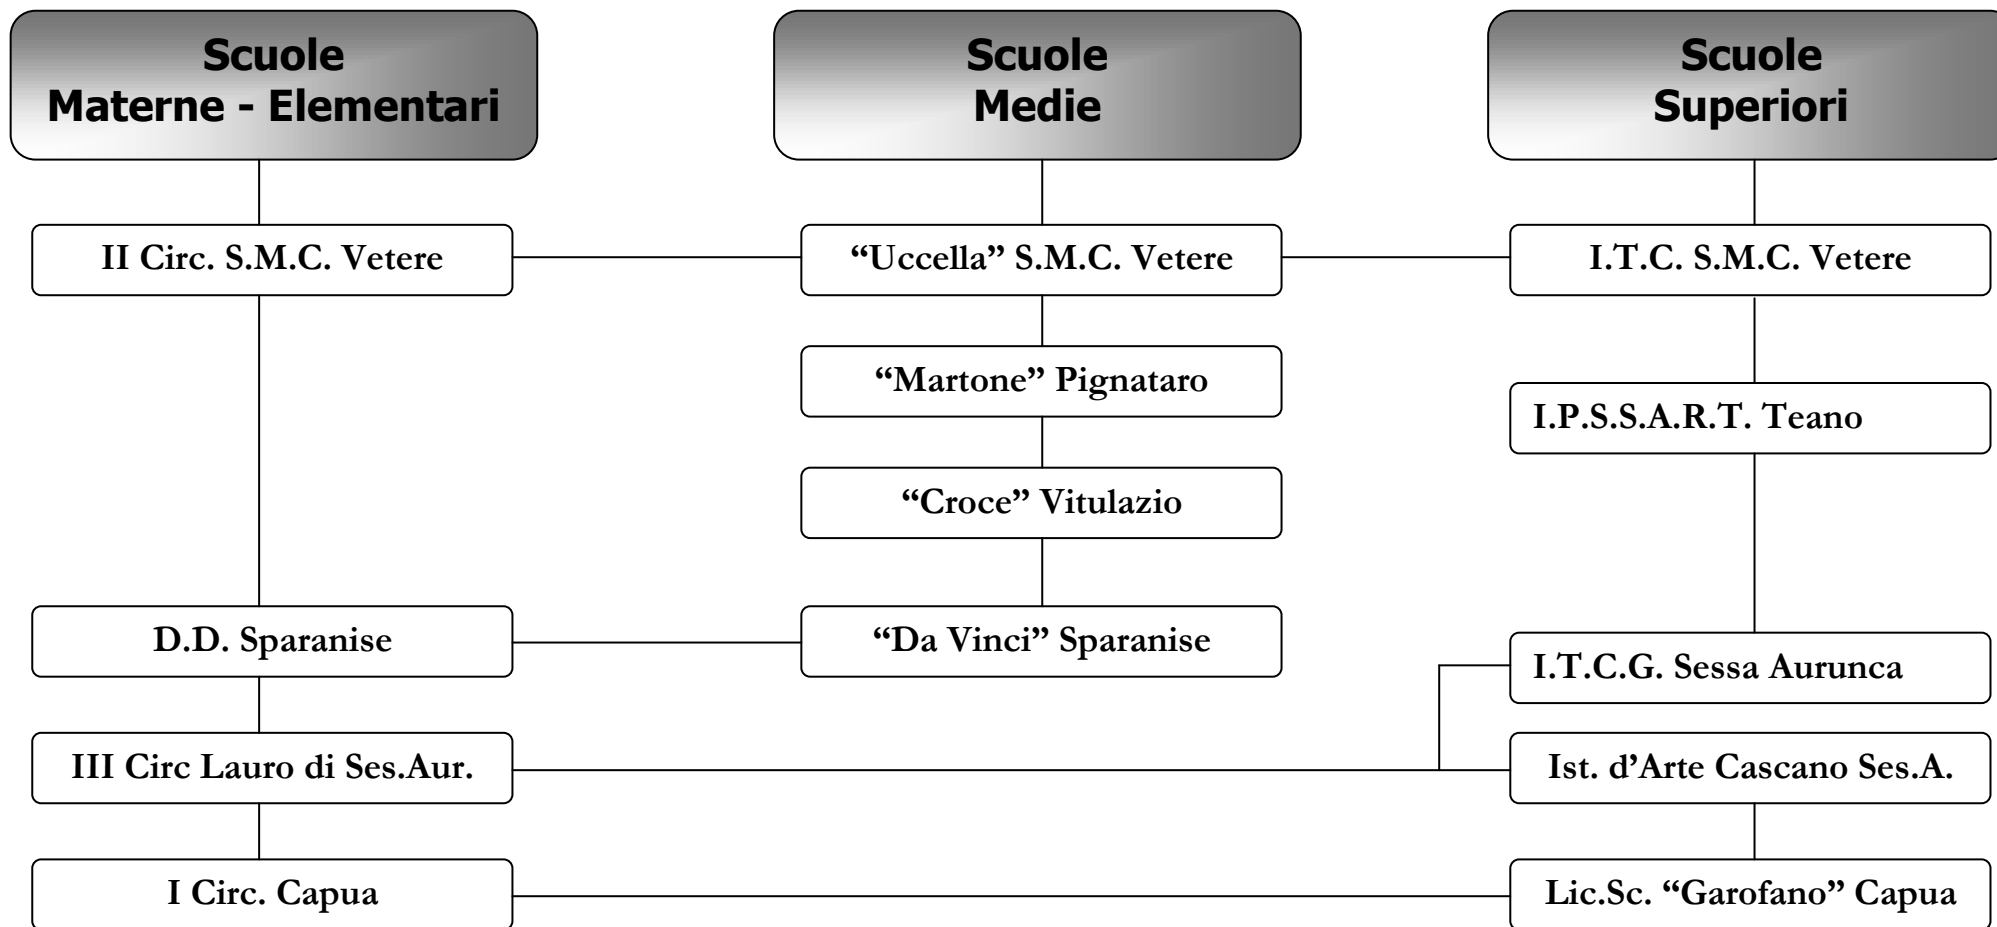 Scuole
Materne - Elementari
Scuole
Medie
Scuole
Superiori
II Circ. S.M.C. Vetere
“Uccella” S.M.C. Vetere
I.T.C. S.M.C. Vetere
“Martone” Pignataro
I.P.S.S.A.R.T. Teano
“Croce” Vitulazio
D.D. Sparanise
“Da Vinci” Sparanise
I.T.C.G. Sessa Aurunca
III Circ Lauro di Ses.Aur.
Ist. d’Arte Cascano Ses.A.
I Circ. Capua
Lic.Sc. “Garofano” Capua